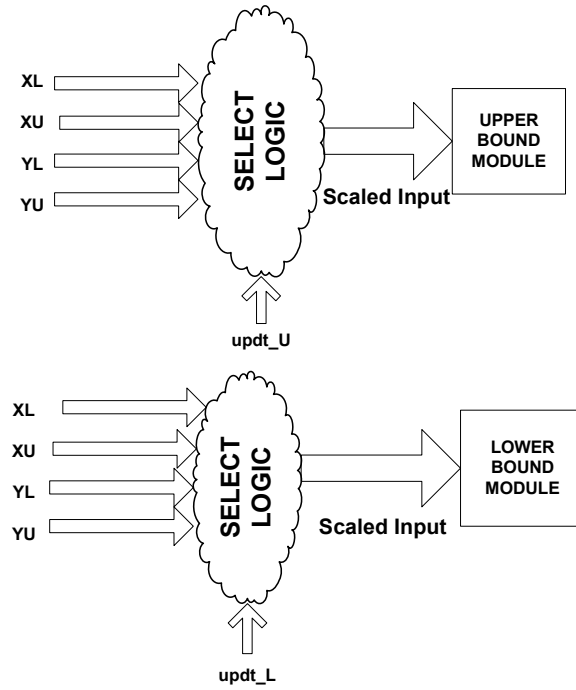 XL
XU
YL
YU
SELECT
LOGIC
UPPER
BOUND
MODULE
Scaled Input
updt_U
XL
XU
YL
YU
SELECT
LOGIC
LOWER
BOUND
MODULE
Scaled Input
updt_L